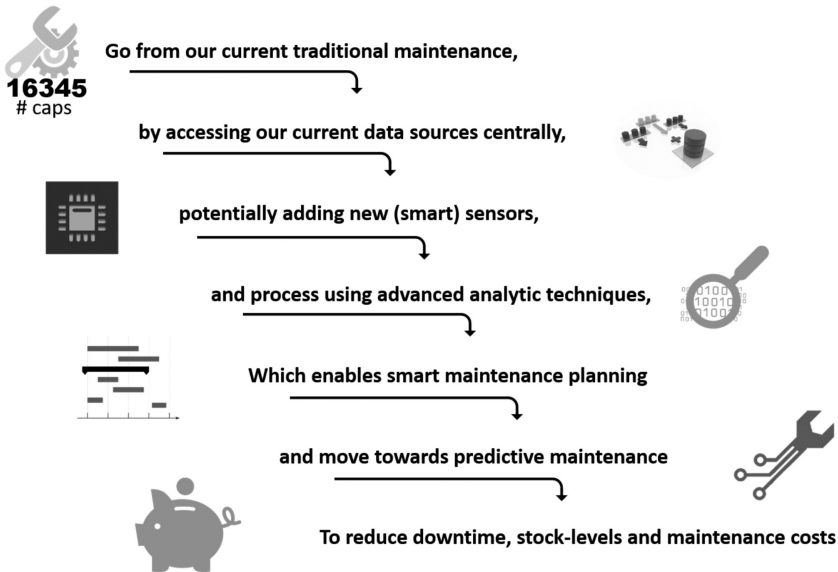 Go from our current traditional maintenance,
16345
# caps
by accessing our current data sources centrally,
potentially adding new (smart) sensors,
and process using advanced analytic techniques,
Which enables smart maintenance planning
and move towards predictive maintenance
To reduce downtime, stock-levels and maintenance costs